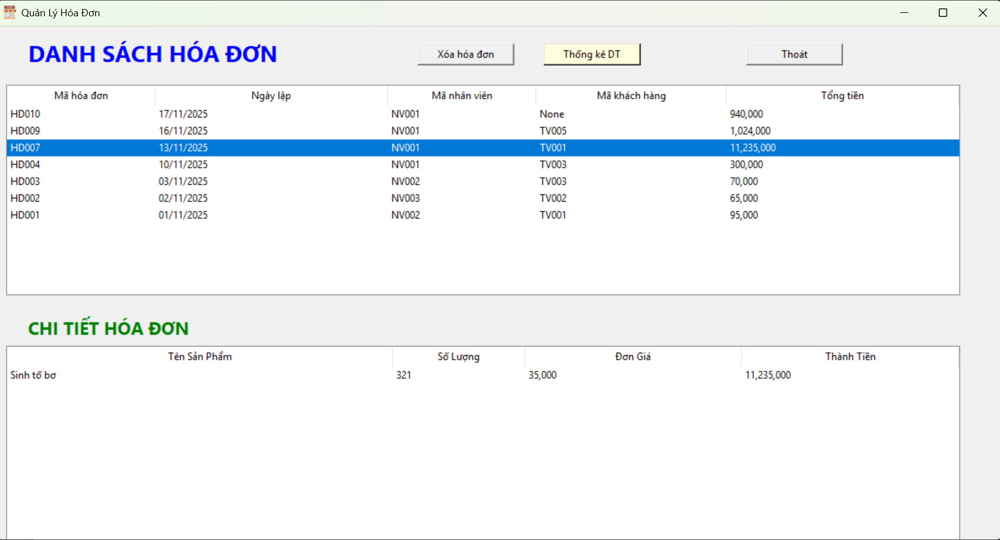 Quản Lý Hóa Đơn
DANH SÁCH HÓA ĐƠN
Xóa hóa đơn
Thống kê DT
Thoát
Mã hóa đơn Ngày lập Mã nhân viên Mã khách hàng Tổng tiền
HD010 17/11/2025 NV001 None 940,000
HD009 16/11/2025 NV001 TV005 1,024,000
HD007 13/11/2025 NV001 TV001 11,235,000
HD004 10/11/2025 NV001 TV003 300,000
HD003 03/11/2025 NV002 TV003 70,000
HD002 02/11/2025 NV003 TV002 65,000
HD001 01/11/2025 NV002 TV001 95,000
CHI TIẾT HÓA ĐƠN
Tên Sản Phẩm Số Lượng Đơn Giá Thành Tiền
Sinh tố bơ 321 35,000 11,235,000